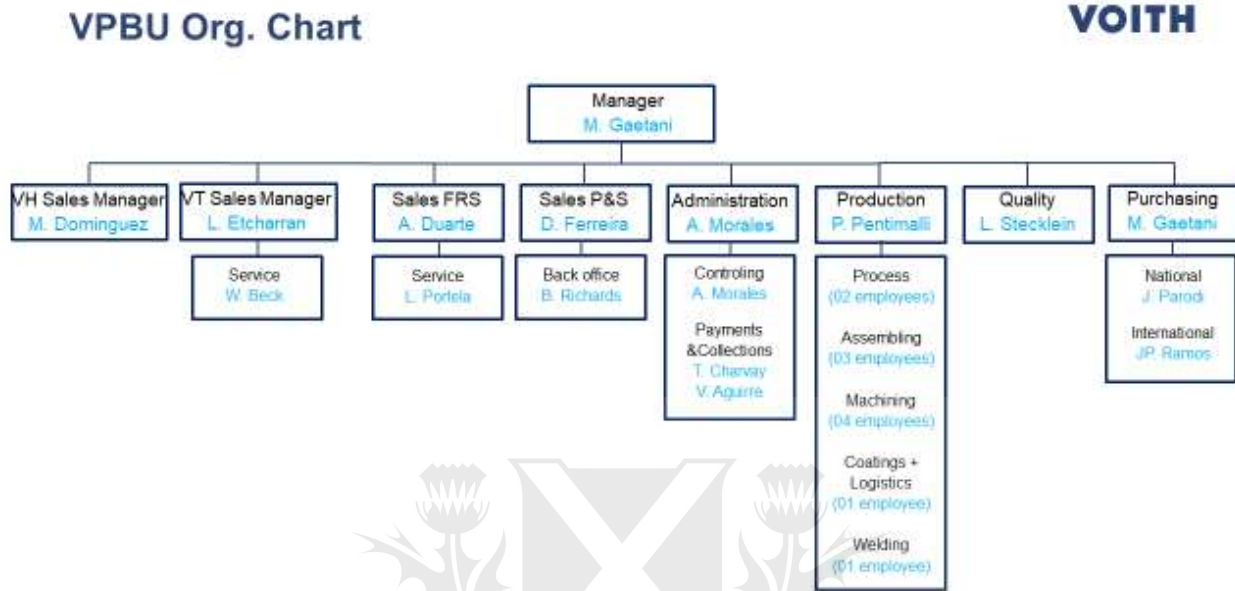 VPBU Org. Chart
VOITH
Manager
M. Gaetani
VH Sales Manager
M. Dominguez
VT Sales Manager
L. Etcharran
Sales FRS
A. Duarte
Sales P&S
D. Ferreira
Administration
A. Morales
Production
P. Pentimalli
Quality
L. Stecklein
Purchasing
M. Gaetani
Service
W. Beck
Service
L. Portela
Back office
B. Richards
Controling
A. Morales
Payments
&Collections
T. Charvay
V. Aguirre
Process
(02 employees)
Assembling
(03 employees)
Machining
(04 employees)
Coatings +
Logistics
(01 employee)
Welding
(01 employee)
National
J. Parodi
International
JP. Ramos